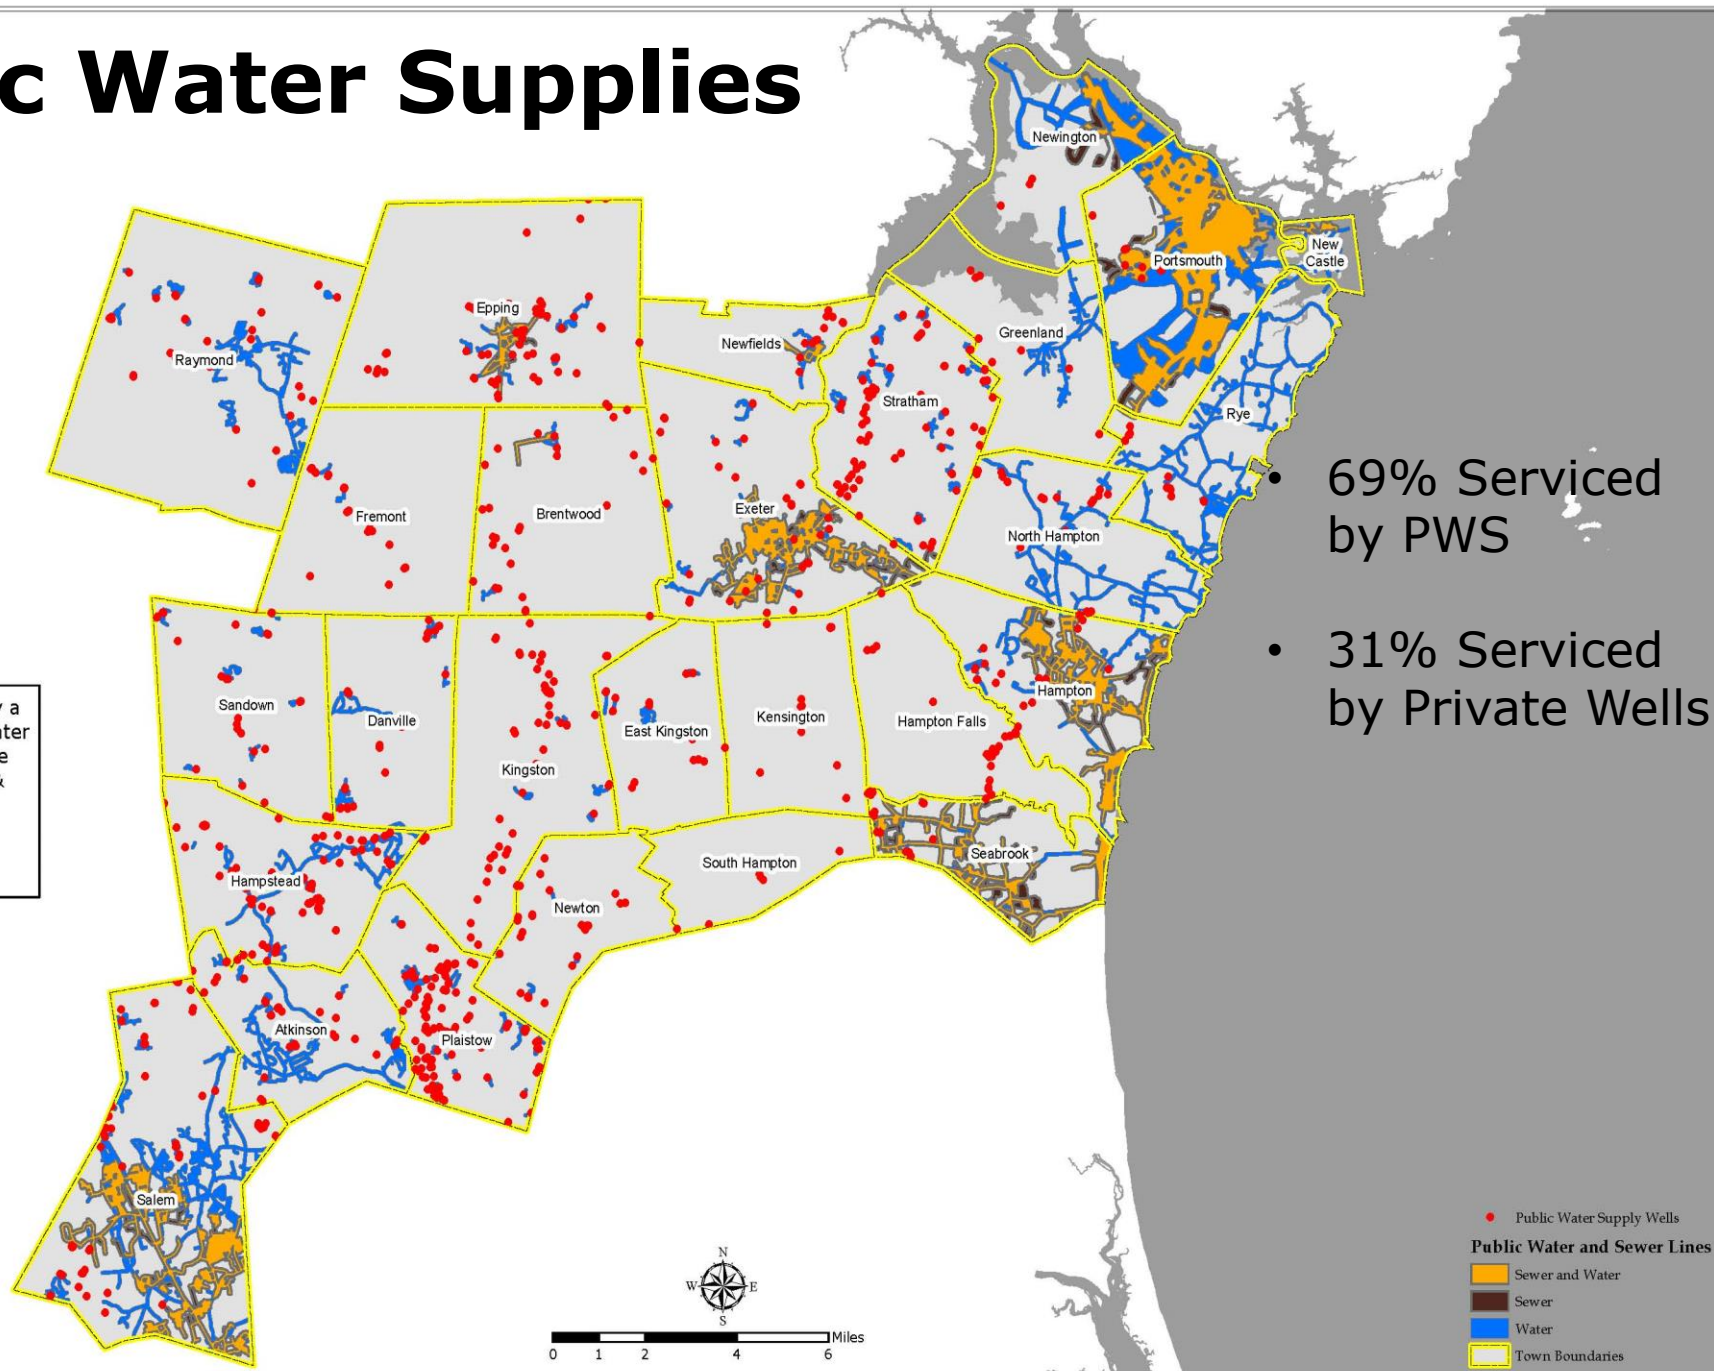 c Water Supplies
Newington
New
Castle
Portsmouth
Epping
Greenland
Newfields
Raymond
Stratham
Rye
• 69% Serviced
by PWS
Exeter
Brentwood
Fremont
North Hampton
• 31% Serviced
by Private Wells
Hampton
Sandown
Kensington
Danville
Hampton Falls
East Kingston
y a
ter
e
&
Kingston
Seabrook
South Hampton
Hampstead
Newton
Atkinson
Plaistow
Salem
N
W E
S
Miles
0 1 2 4 6
Public Water Supply Wells
Public Water and Sewer Lines
Sewer and Water
Sewer
Water
Town Boundaries